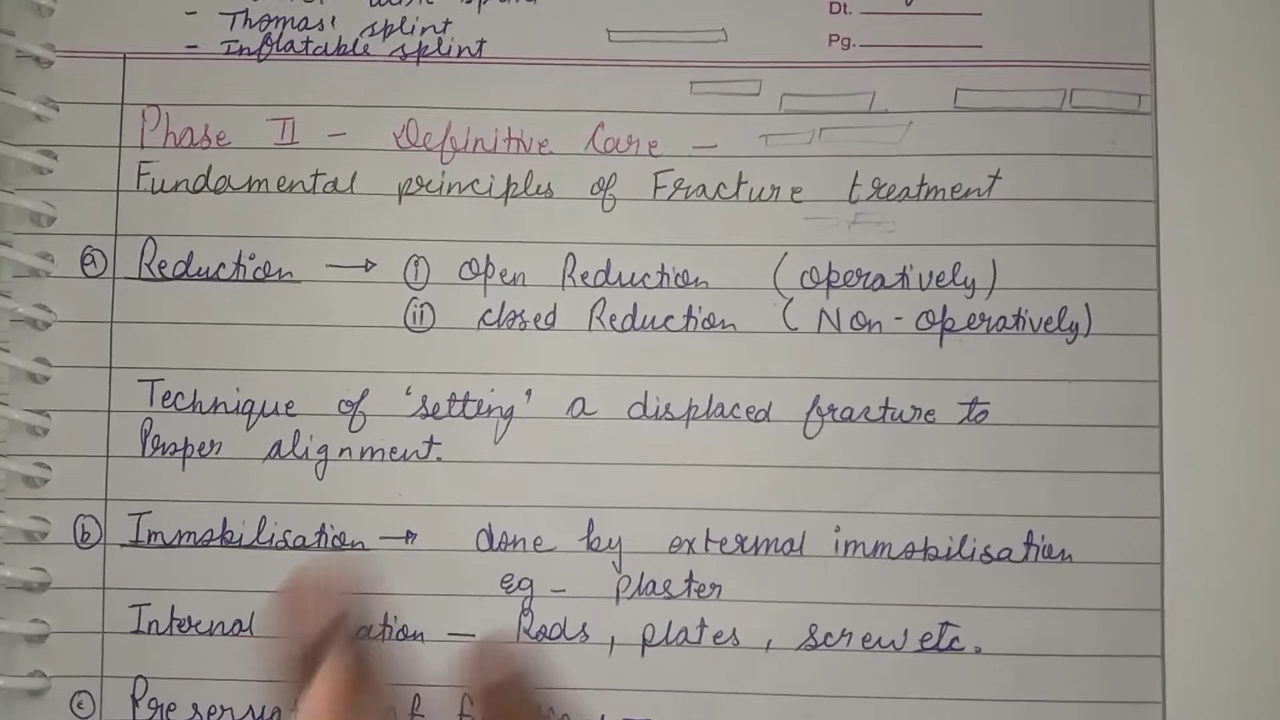 - Thomas' splint
- Inflatable splint
Dt.
Pg.
Phase II - Definitive Care -
Fundamental principles of Fracture treatment
(a) Reduction → (i) Open Reduction (operatively)
(ii) closed Reduction (Non-operatively)
Technique of 'setting' a displaced fracture to
Proper alignment.
(b) Immobilisation → done by external immobilisation
eg - plaster
Internal ation - Rods, plates, screw etc.
(c) of